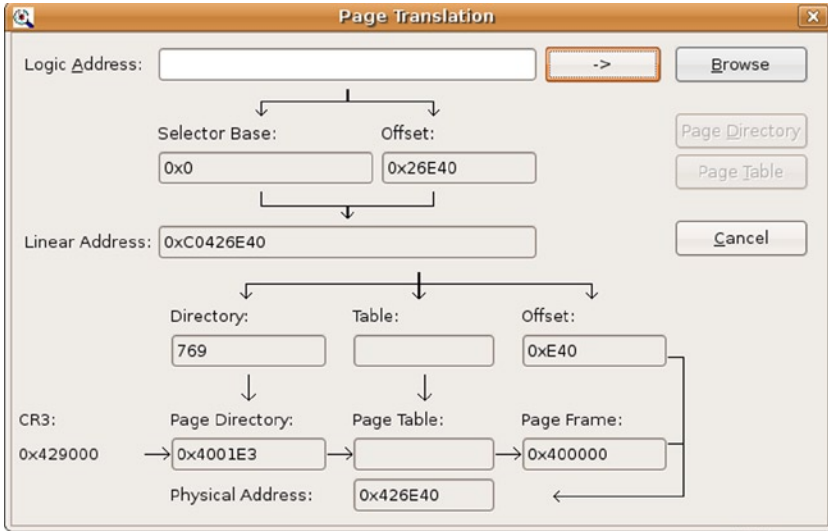 Page Translation
Logic Address: -> Browse
Selector Base: Offset: Page Directory
0x0 0x26E40 Page Table
Linear Address: 0xC0426E40 Cancel
Directory: Table: Offset:
769 0xE40
CR3: Page Directory: Page Table: Page Frame:
0x429000 0x4001E3 0x400000
Physical Address: 0x426E40